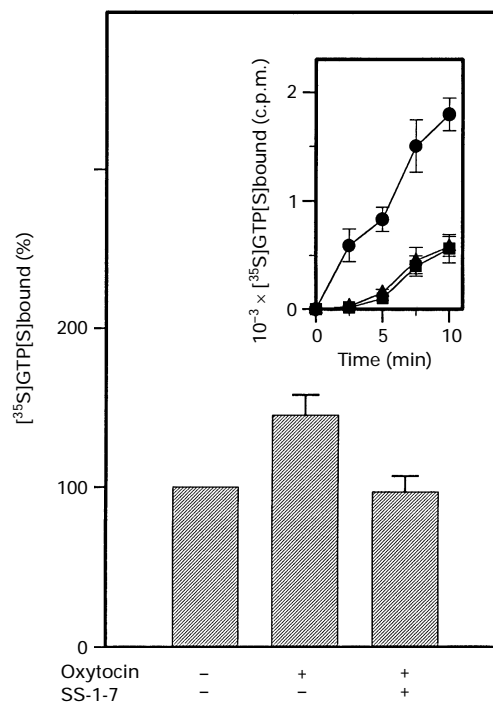 [³⁵S]GTP[S]bound (%)
200
100
0
10⁻³ × [³⁵S]GTP[S]bound (c.p.m.)
2
1
0
0 5 10
Time (min)
Oxytocin – + +
SS-1-7 – – +